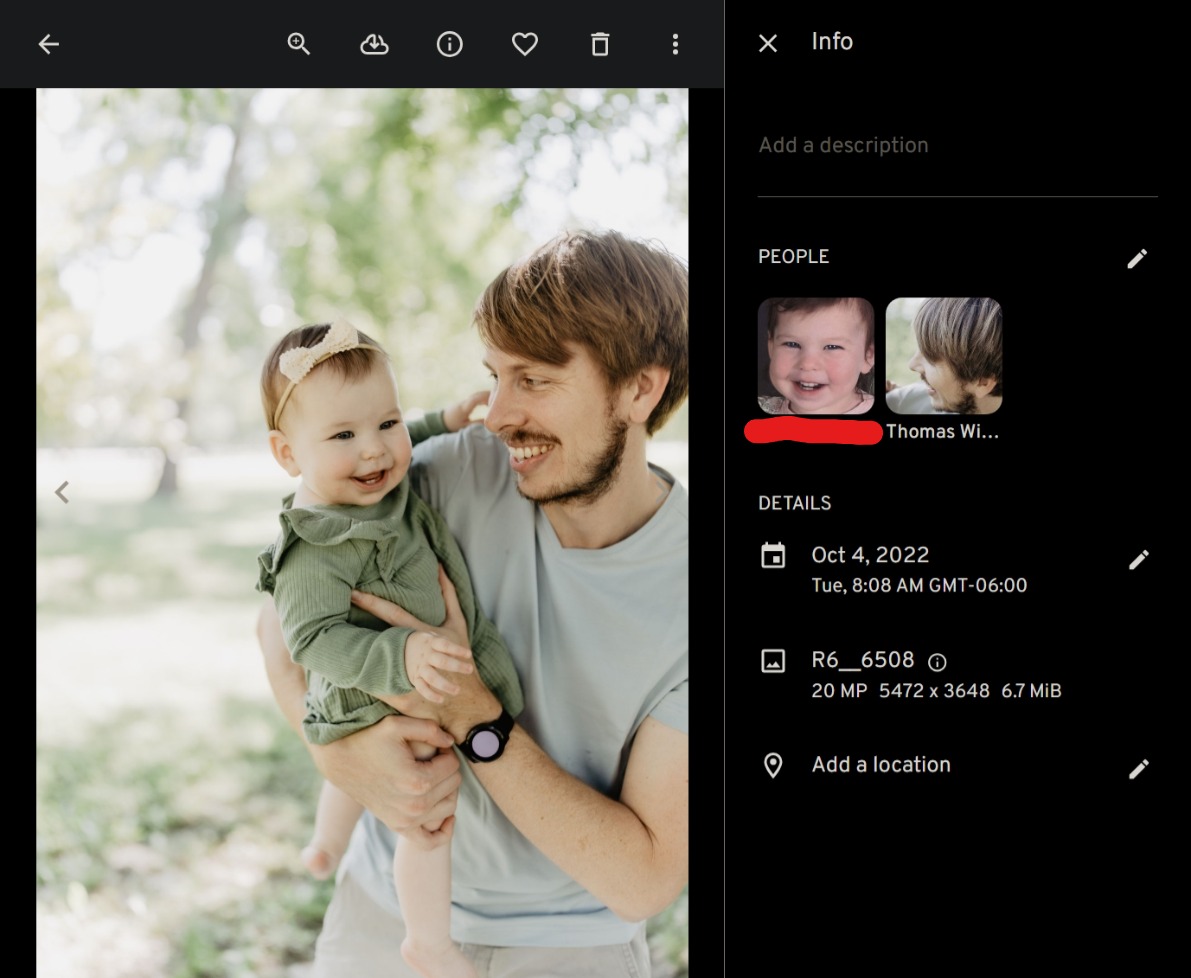 Info
Add a description
PEOPLE
Thomas Wi...
DETAILS
Oct 4, 2022
Tue, 8:08 AM GMT-06:00
R6__6508
20 MP 5472 x 3648 6.7 MiB
Add a location